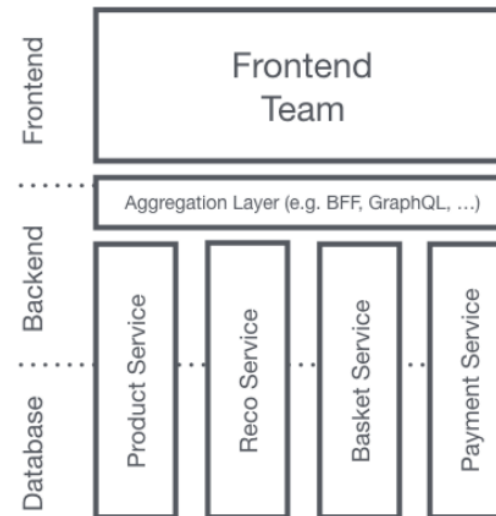 Frontend
Frontend
Team
Aggregation Layer (e.g. BFF, GraphQL, …)
Backend
Product Service
Reco Service
Basket Service
Payment Service
Database